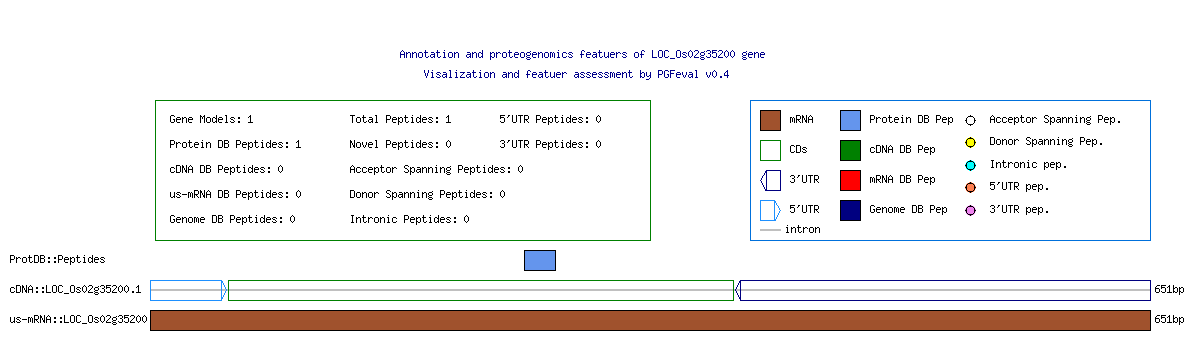 Annotation and proteogenomics featuers of LOC_Os02g35200 gene
Visalization and featuer assessment by PGFeval v0.4
Gene Models: 1 Total Peptides: 1 5'UTR Peptides: 0
Protein DB Peptides: 1 Novel Peptides: 0 3'UTR Peptides: 0
cDNA DB Peptides: 0 Acceptor Spanning Peptides: 0
us-mRNA DB Peptides: 0 Donor Spanning Peptides: 0
Genome DB Peptides: 0 Intronic Peptides: 0
mRNA Protein DB Pep Acceptor Spanning Pep.
CDs cDNA DB Pep Donor Spanning Pep.
Intronic pep.
3'UTR mRNA DB Pep 5'UTR pep.
5'UTR Genome DB Pep 3'UTR pep.
intron
ProtDB::Peptides
cDNA::LOC_Os02g35200.1 651bp
us-mRNA::LOC_Os02g35200 651bp